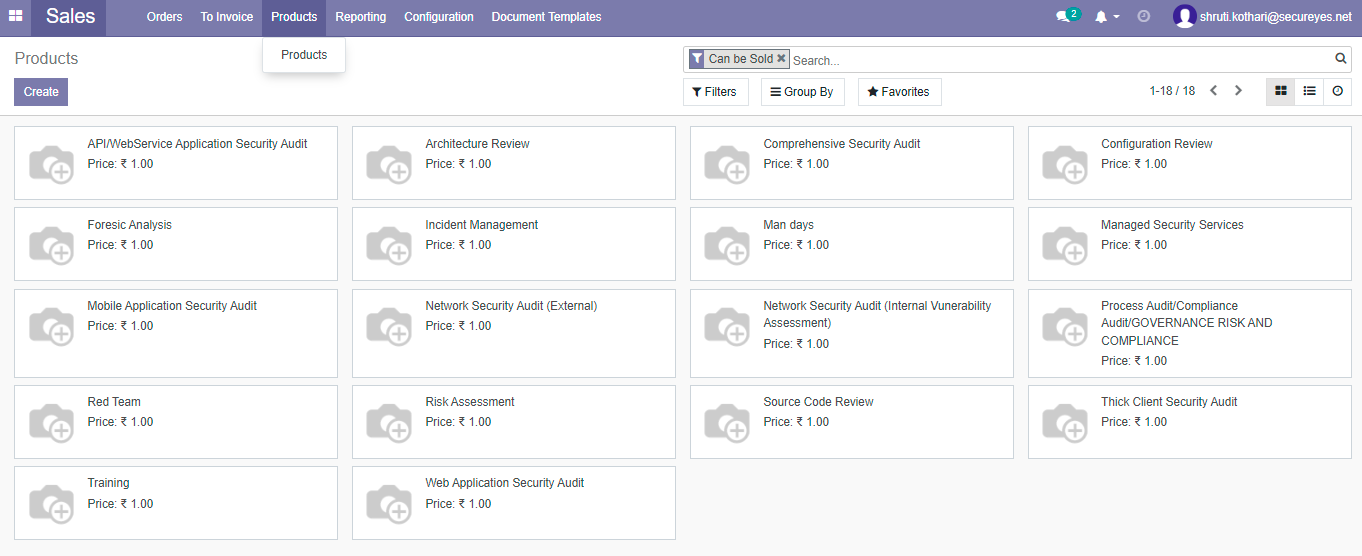 Sales
Orders
To Invoice
Products
Reporting
Configuration
Document Templates
2
shruti.kothari@secureyes.net
Products
Products
Can be Sold
Search...
Create
Filters
Group By
Favorites
1-18 / 18
API/WebService Application Security Audit
Price: ₹ 1.00
Architecture Review
Price: ₹ 1.00
Comprehensive Security Audit
Price: ₹ 1.00
Configuration Review
Price: ₹ 1.00
Foresic Analysis
Price: ₹ 1.00
Incident Management
Price: ₹ 1.00
Man days
Price: ₹ 1.00
Managed Security Services
Price: ₹ 1.00
Mobile Application Security Audit
Price: ₹ 1.00
Network Security Audit (External)
Price: ₹ 1.00
Network Security Audit (Internal Vunerability
Assessment)
Price: ₹ 1.00
Process Audit/Compliance
Audit/GOVERNANCE RISK AND
COMPLIANCE
Price: ₹ 1.00
Red Team
Price: ₹ 1.00
Risk Assessment
Price: ₹ 1.00
Source Code Review
Price: ₹ 1.00
Thick Client Security Audit
Price: ₹ 1.00
Training
Price: ₹ 1.00
Web Application Security Audit
Price: ₹ 1.00